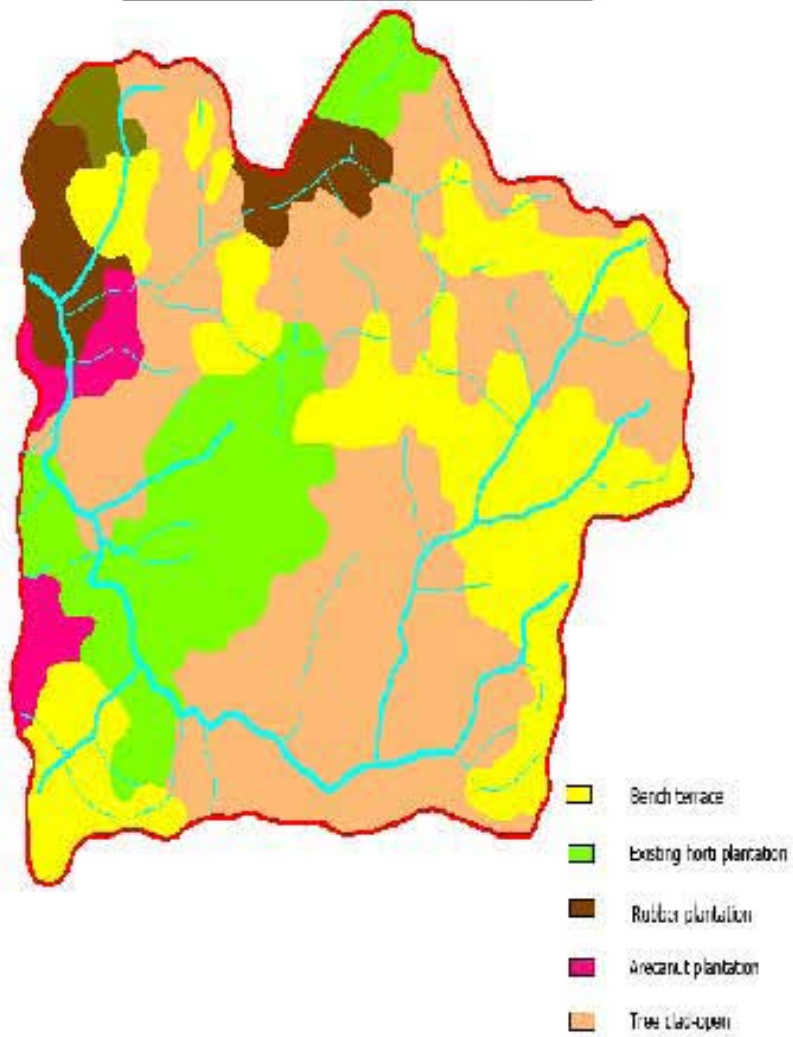 Bench terrace
Existing horti plantation
Rubber plantation
Arecanut plantation
Tree clad-open